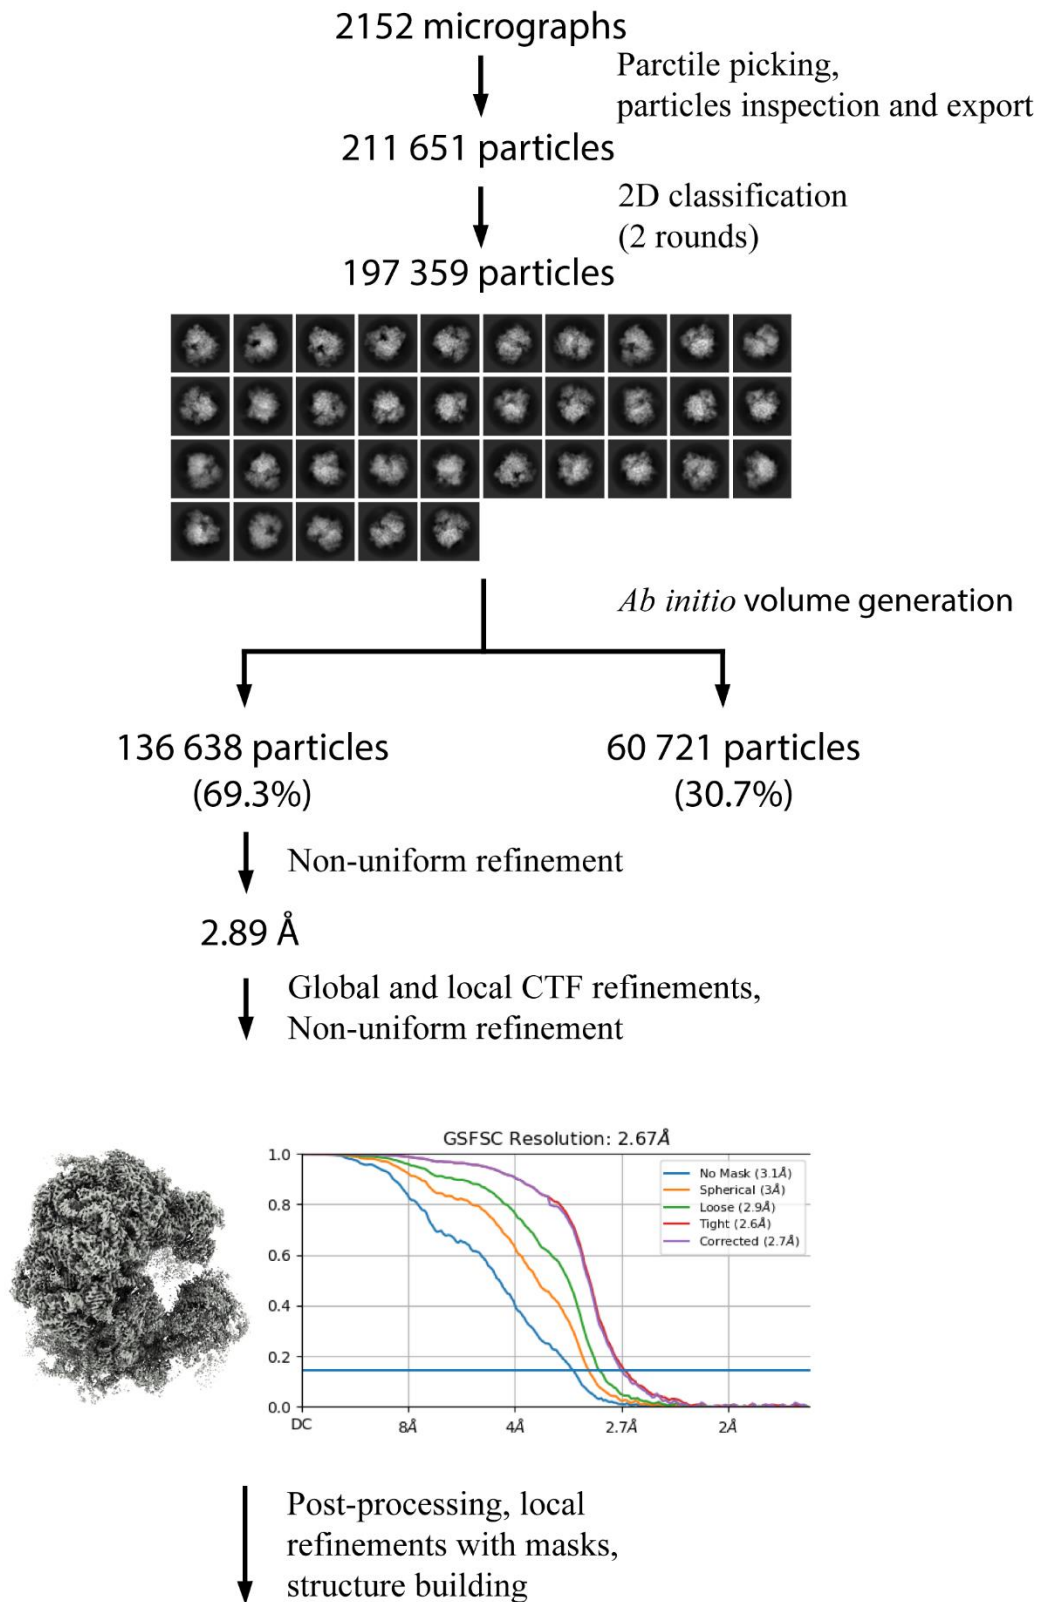 2152 micrographs
Parctile picking,
particles inspection and export
211 651 particles
2D classification
(2 rounds)
197 359 particles
Ab initio volume generation
136 638 particles
(69.3%)
60 721 particles
(30.7%)
Non-uniform refinement
2.89 Å
Global and local CTF refinements,
Non-uniform refinement
GSFSC Resolution: 2.67Å
1.0
0.8
0.6
0.4
0.2
0.0
No Mask (3.1Å)
Spherical (3Å)
Loose (2.9Å)
Tight (2.6Å)
Corrected (2.7Å)
DC
8Å
4Å
2.7Å
2Å
Post-processing, local
refinements with masks,
structure building